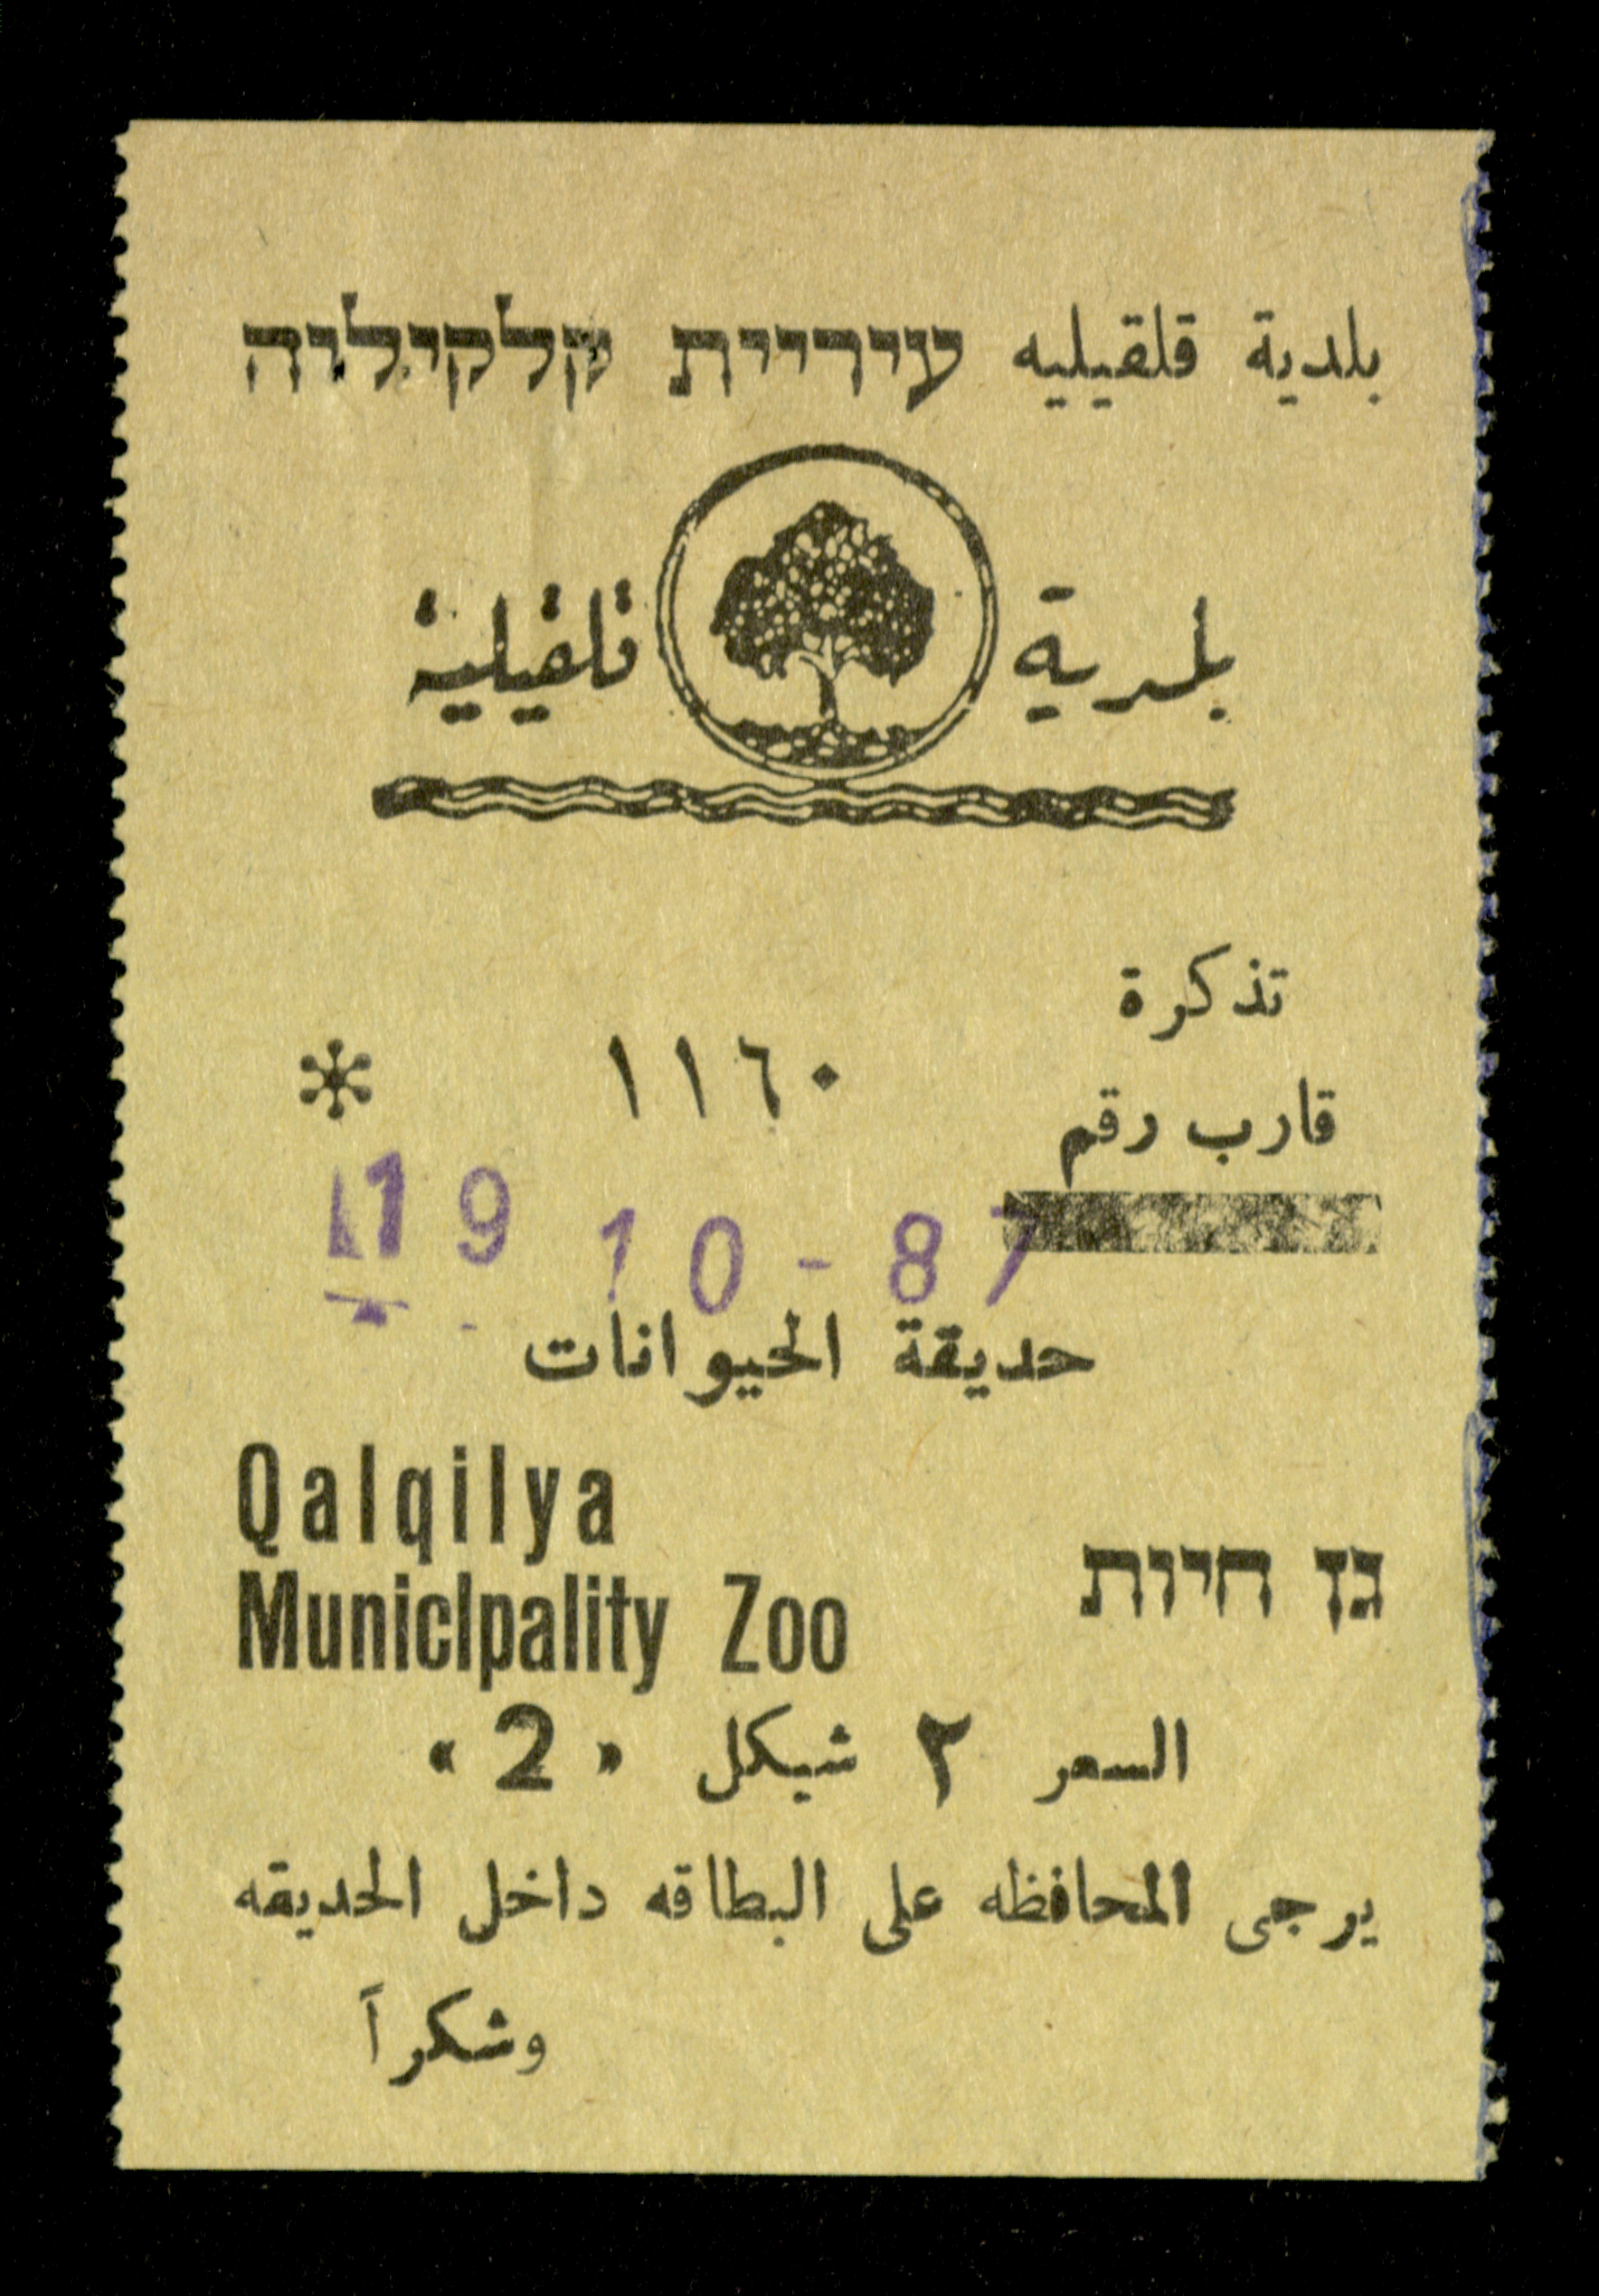 بلدية قلقيليه עיריית קלקיליה
بلدية قلقيلية
تذكرة
١١٦٠ *
قارب رقم
19 10-87
حديقة الحيوانات
Qalqilya
גן חיות
MunicIpality Zoo
السعر ٢ شيكل « 2 »
يرجى المحافظه على البطاقه داخل الحديقه
وشكراً